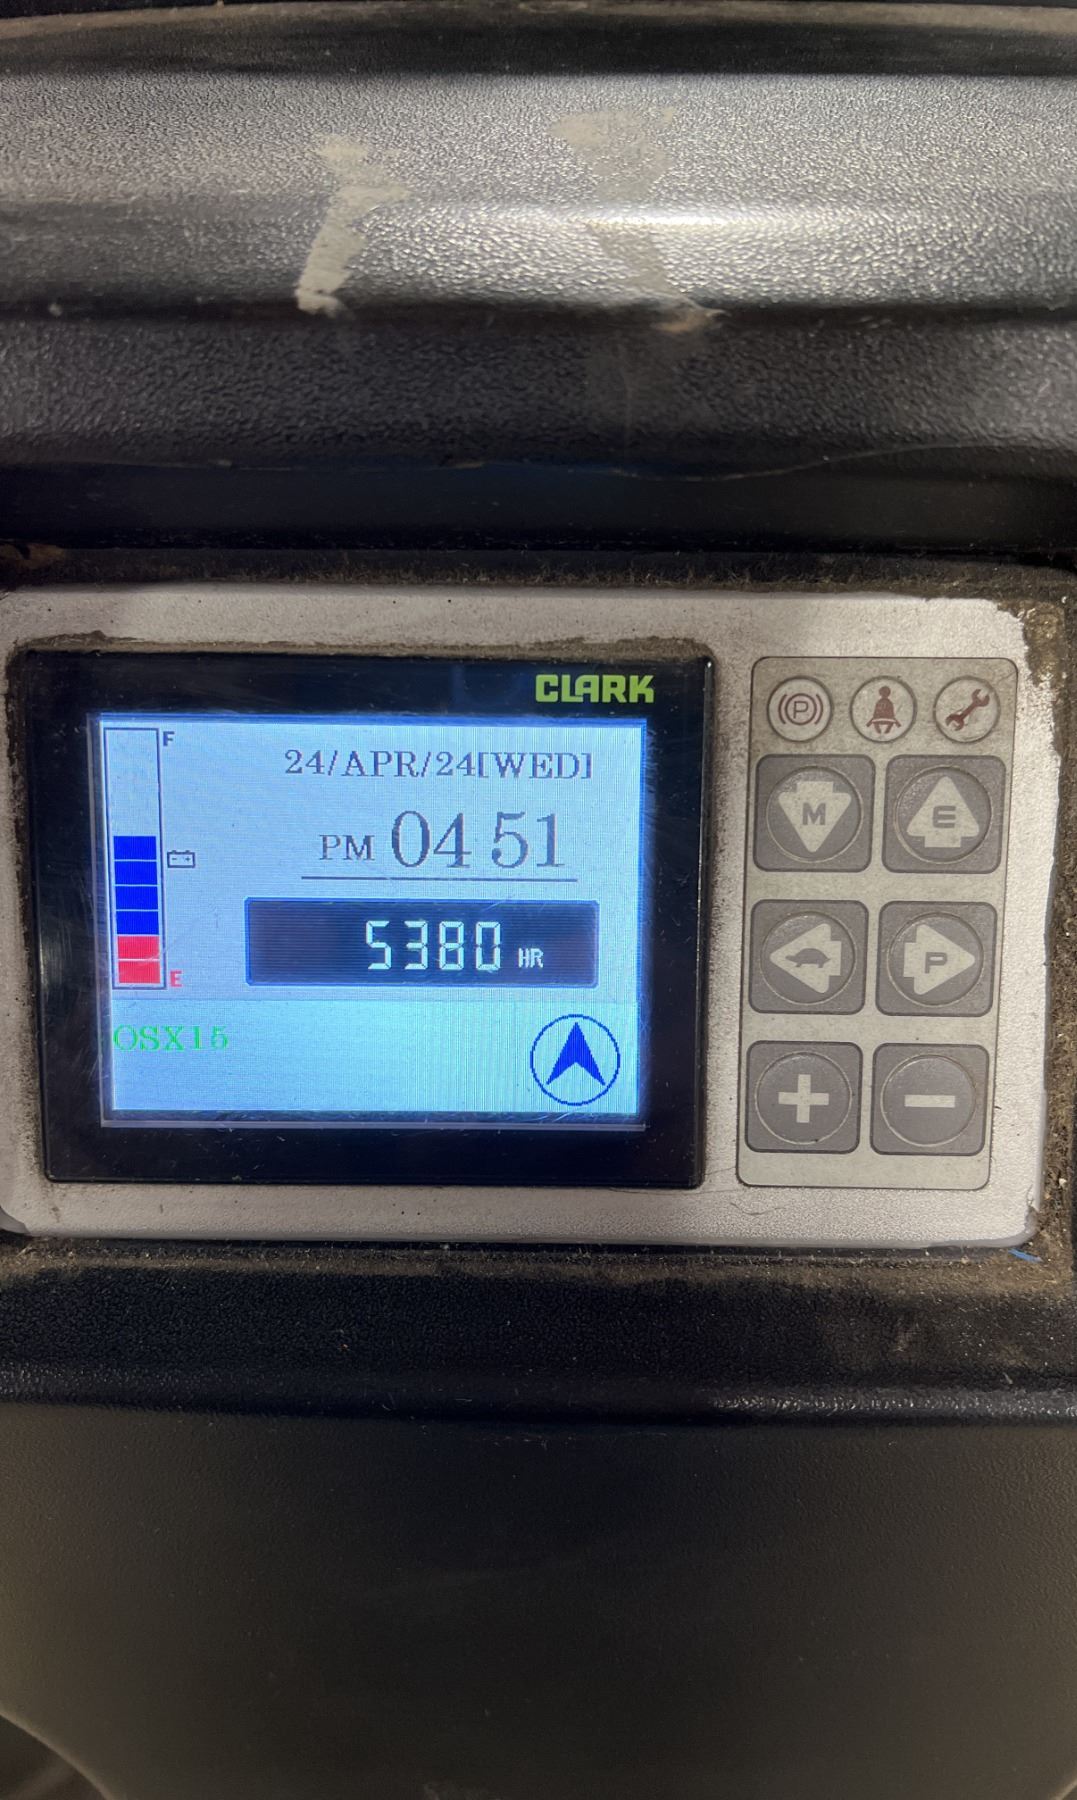 CLARK
F
24/APR/24[WED]
PM 04 51
5380 HR
E
OSX15
P
M
E
P
+
−